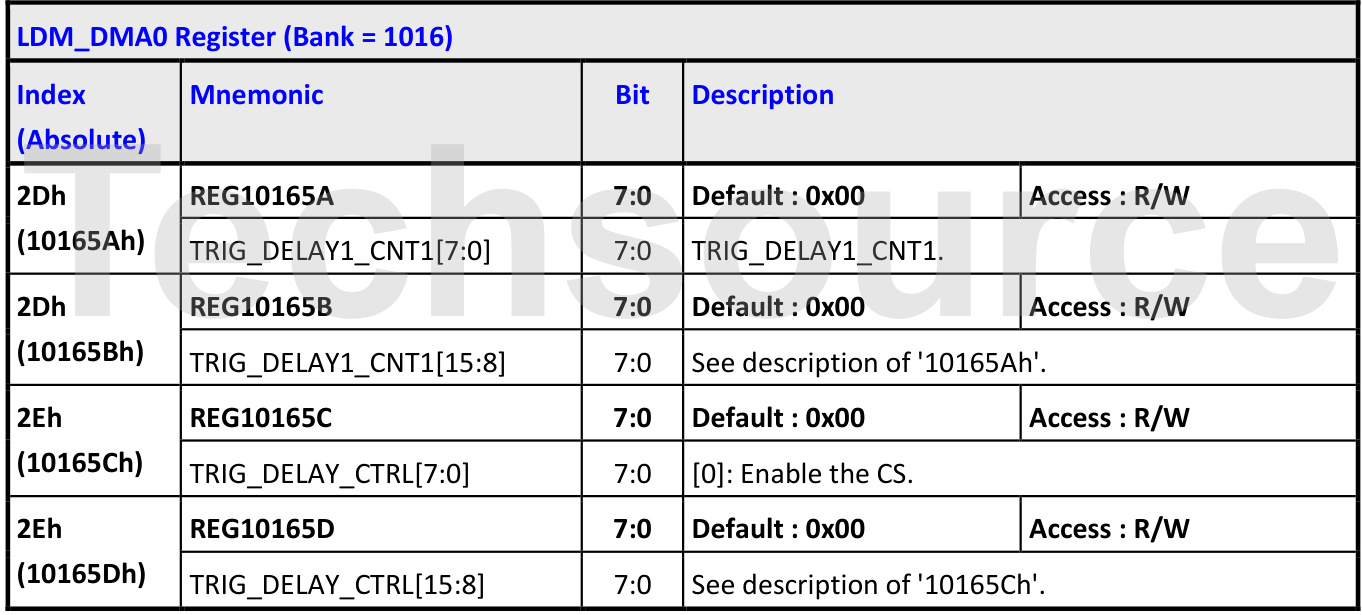 LDM_DMA0 Register (Bank = 1016)
Index (Absolute) Mnemonic Bit Description
2Dh (10165Ah) REG10165A 7:0 Default : 0x00 Access : R/W
TRIG_DELAY1_CNT1[7:0] 7:0 TRIG_DELAY1_CNT1.
2Dh (10165Bh) REG10165B 7:0 Default : 0x00 Access : R/W
TRIG_DELAY1_CNT1[15:8] 7:0 See description of '10165Ah'.
2Eh (10165Ch) REG10165C 7:0 Default : 0x00 Access : R/W
TRIG_DELAY_CTRL[7:0] 7:0 [0]: Enable the CS.
2Eh (10165Dh) REG10165D 7:0 Default : 0x00 Access : R/W
TRIG_DELAY_CTRL[15:8] 7:0 See description of '10165Ch'.
Techsource